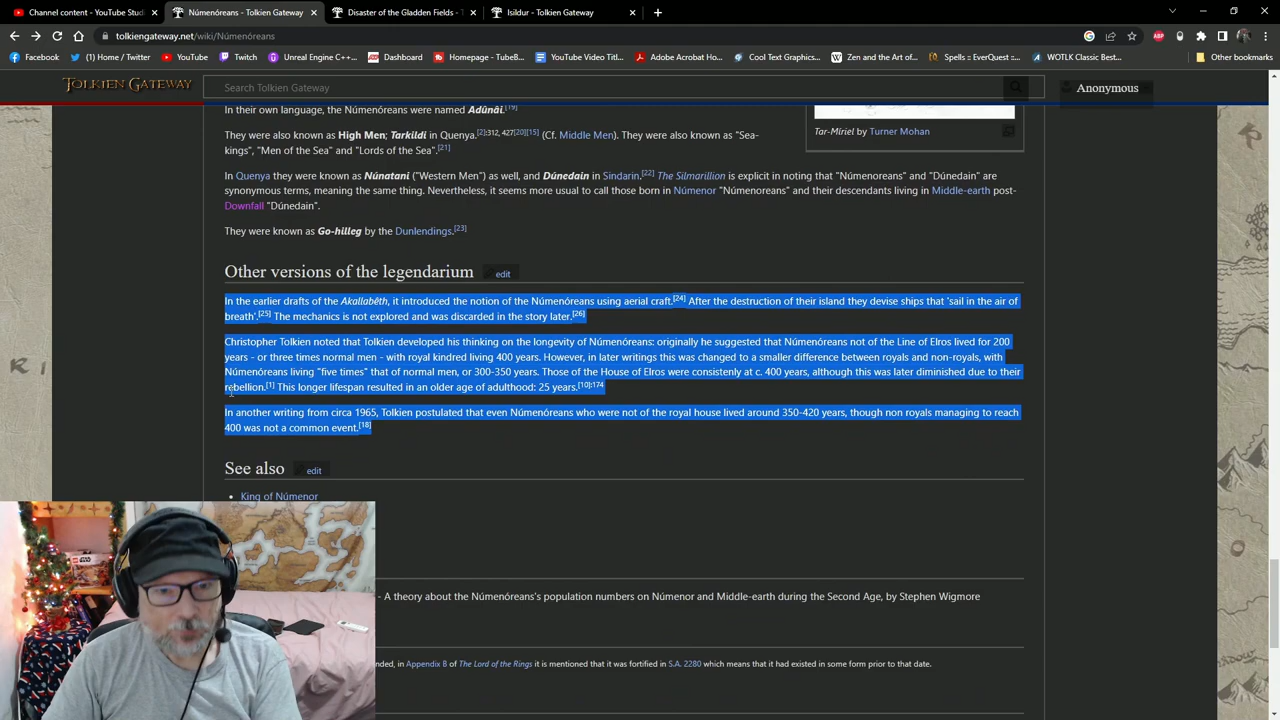 Channel content - YouTube Stud
Númenóreans - Tolkien Gateway
Disaster of the Gladden Fields - T
Isildur - Tolkien Gateway
tolkiengateway.net/wiki/Númenóreans
Facebook
(1) Home / Twitter
YouTube
Twitch
Unreal Engine C++...
Dashboard
Homepage - TubeB...
YouTube Video Titl...
Adobe Acrobat Ho...
Cool Text Graphics...
Zen and the Art of...
Spells :: EverQuest :...
WOTLK Classic Best...
Other bookmarks
TOLKIEN GATEWAY
Search Tolkien Gateway
Anonymous
In their own language, the Númenóreans were named Adûnâi.[19]
They were also known as High Men; Tarkildi in Quenya.[2]:312, 427[20][15] (Cf. Middle Men). They were also known as "Sea-
kings", "Men of the Sea" and "Lords of the Sea".[21]
Tar-Míriel by Turner Mohan
In Quenya they were known as Núnatani ("Western Men") as well, and Dúnedain in Sindarin.[22] The Silmarillion is explicit in noting that "Númenoreans" and "Dúnedain" are
synonymous terms, meaning the same thing. Nevertheless, it seems more usual to call those born in Númenor "Númenoreans" and their descendants living in Middle-earth post-
Downfall "Dúnedain".
They were known as Go-hilleg by the Dunlendings.[23]
Other versions of the legendarium edit
In the earlier drafts of the Akallabêth, it introduced the notion of the Númenóreans using aerial craft.[24] After the destruction of their island they devise ships that 'sail in the air of
breath'.[25] The mechanics is not explored and was discarded in the story later.[26]
Christopher Tolkien noted that Tolkien developed his thinking on the longevity of Númenóreans: originally he suggested that Númenóreans not of the Line of Elros lived for 200
years - or three times normal men - with royal kindred living 400 years. However, in later writings this was changed to a smaller difference between royals and non-royals, with
Númenóreans living "five times" that of normal men, or 300-350 years. Those of the House of Elros were consistenly at c. 400 years, although this was later diminished due to their
rebellion.[1] This longer lifespan resulted in an older age of adulthood: 25 years.[10]:174
In another writing from circa 1965, Tolkien postulated that even Númenóreans who were not of the royal house lived around 350-420 years, though non royals managing to reach
400 was not a common event.[18]
See also edit
King of Númenor
- A theory about the Númenóreans's population numbers on Númenor and Middle-earth during the Second Age, by Stephen Wigmore
nded, in Appendix B of The Lord of the Rings it is mentioned that it was fortified in S.A. 2280 which means that it had existed in some form prior to that date.